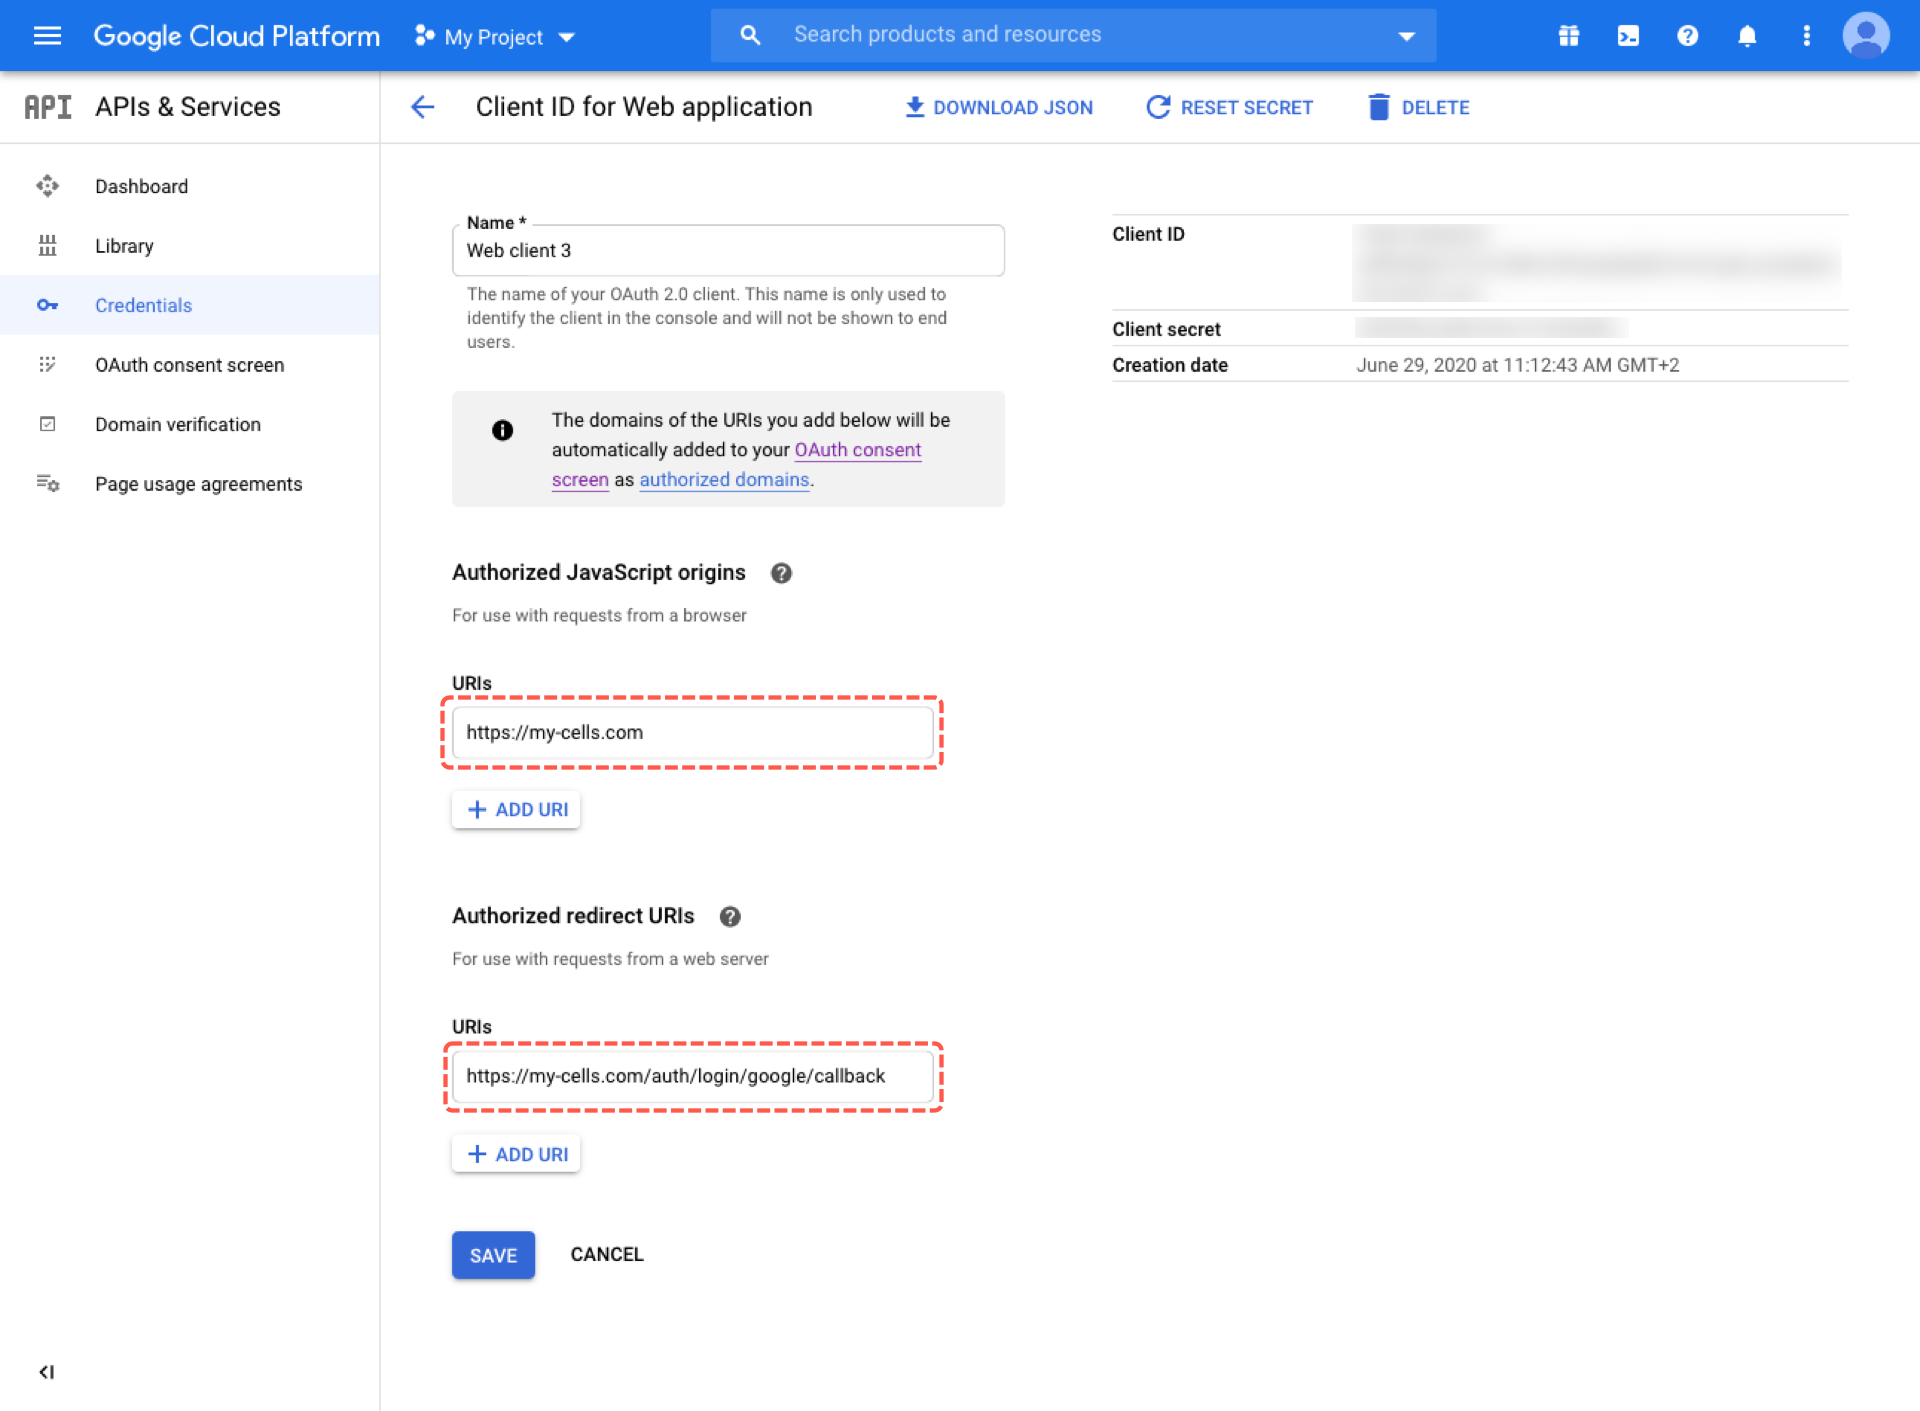 Google Cloud Platform
My Project
Search products and resources
API
APIs & Services
Client ID for Web application
DOWNLOAD JSON
RESET SECRET
DELETE
Dashboard
Library
Credentials
OAuth consent screen
Domain verification
Page usage agreements
Name *
Web client 3
The name of your OAuth 2.0 client. This name is only used to
identify the client in the console and will not be shown to end
users.
The domains of the URIs you add below will be
automatically added to your OAuth consent
screen as authorized domains.
Authorized JavaScript origins
For use with requests from a browser
URIs
https://my-cells.com
ADD URI
Authorized redirect URIs
For use with requests from a web server
URIs
https://my-cells.com/auth/login/google/callback
ADD URI
SAVE
CANCEL
Client ID
Client secret
Creation date
June 29, 2020 at 11:12:43 AM GMT+2